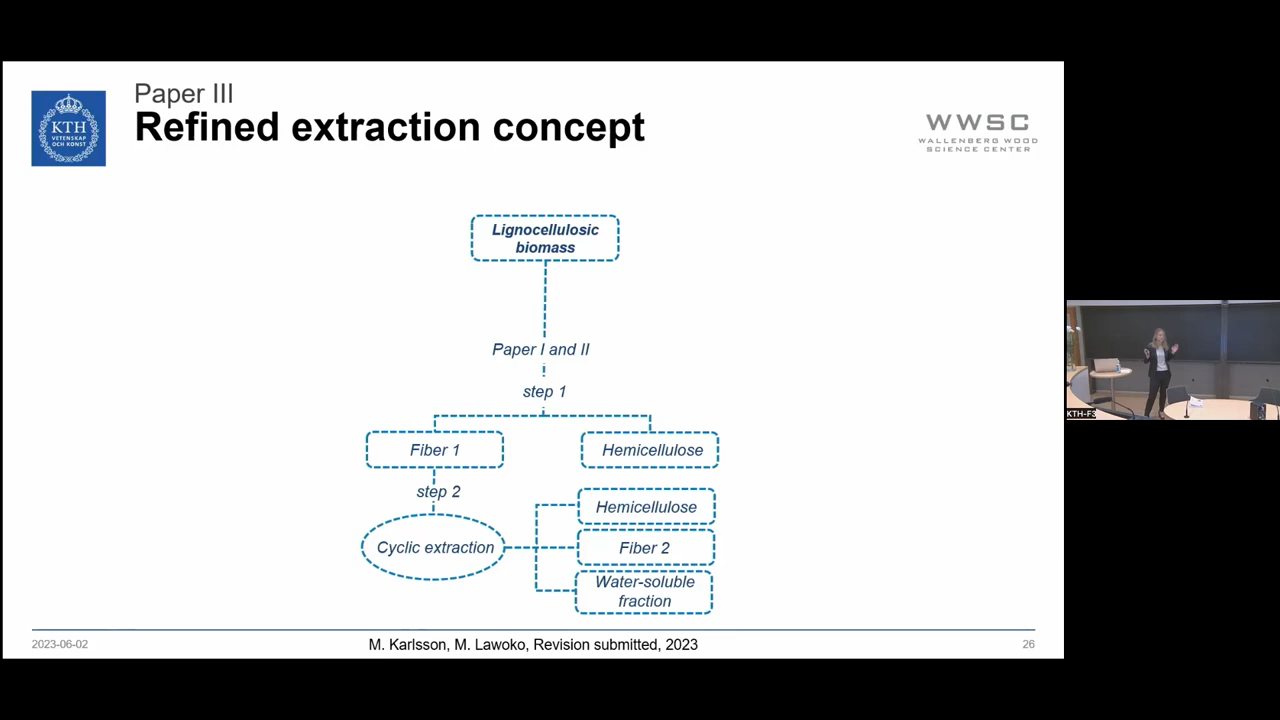 Paper III
Refined extraction concept
KTH
VETENSKAP
OCH KONST
WWSC
WALLENBERG WOOD
SCIENCE CENTER
Lignocellulosic
biomass
Paper I and II
step 1
Fiber 1
Hemicellulose
step 2
Cyclic extraction
Hemicellulose
Fiber 2
Water-soluble
fraction
2023-06-02
M. Karlsson, M. Lawoko, Revision submitted, 2023
26
KTH-F3